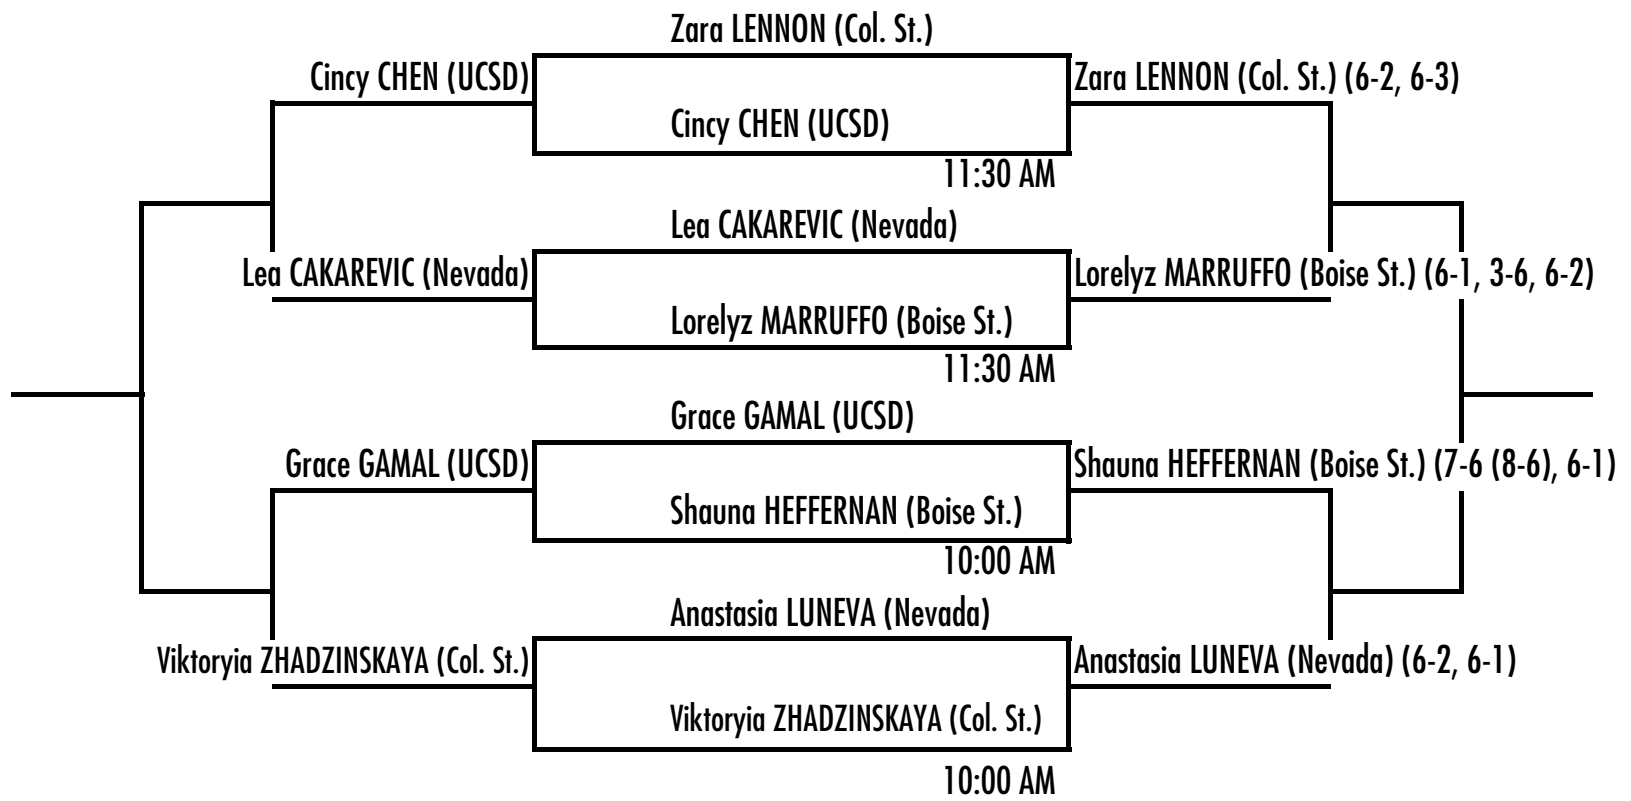 Zara LENNON (Col. St.)
Cincy CHEN (UCSD)
Zara LENNON (Col. St.) (6-2, 6-3)
Cincy CHEN (UCSD)
11:30 AM
Lea CAKAREVIC (Nevada)
Lea CAKAREVIC (Nevada)
Lorelyz MARRUFFO (Boise St.) (6-1, 3-6, 6-2)
Lorelyz MARRUFFO (Boise St.)
11:30 AM
Grace GAMAL (UCSD)
Grace GAMAL (UCSD)
Shauna HEFFERNAN (Boise St.) (7-6 (8-6), 6-1)
Shauna HEFFERNAN (Boise St.)
10:00 AM
Anastasia LUNEVA (Nevada)
Viktoryia ZHADZINSKAYA (Col. St.)
Anastasia LUNEVA (Nevada) (6-2, 6-1)
Viktoryia ZHADZINSKAYA (Col. St.)
10:00 AM